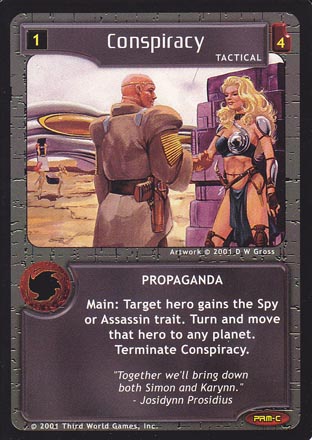 1 Conspiracy 4
TACTICAL
Artwork © 2001 D W Gross
PROPAGANDA
Main: Target hero gains the Spy
or Assassin trait. Turn and move
that hero to any planet.
Terminate Conspiracy.
"Together we'll bring down
both Simon and Karynn."
- Josidynn Prosidius
PRM-C
© 2001 Third World Games, Inc.